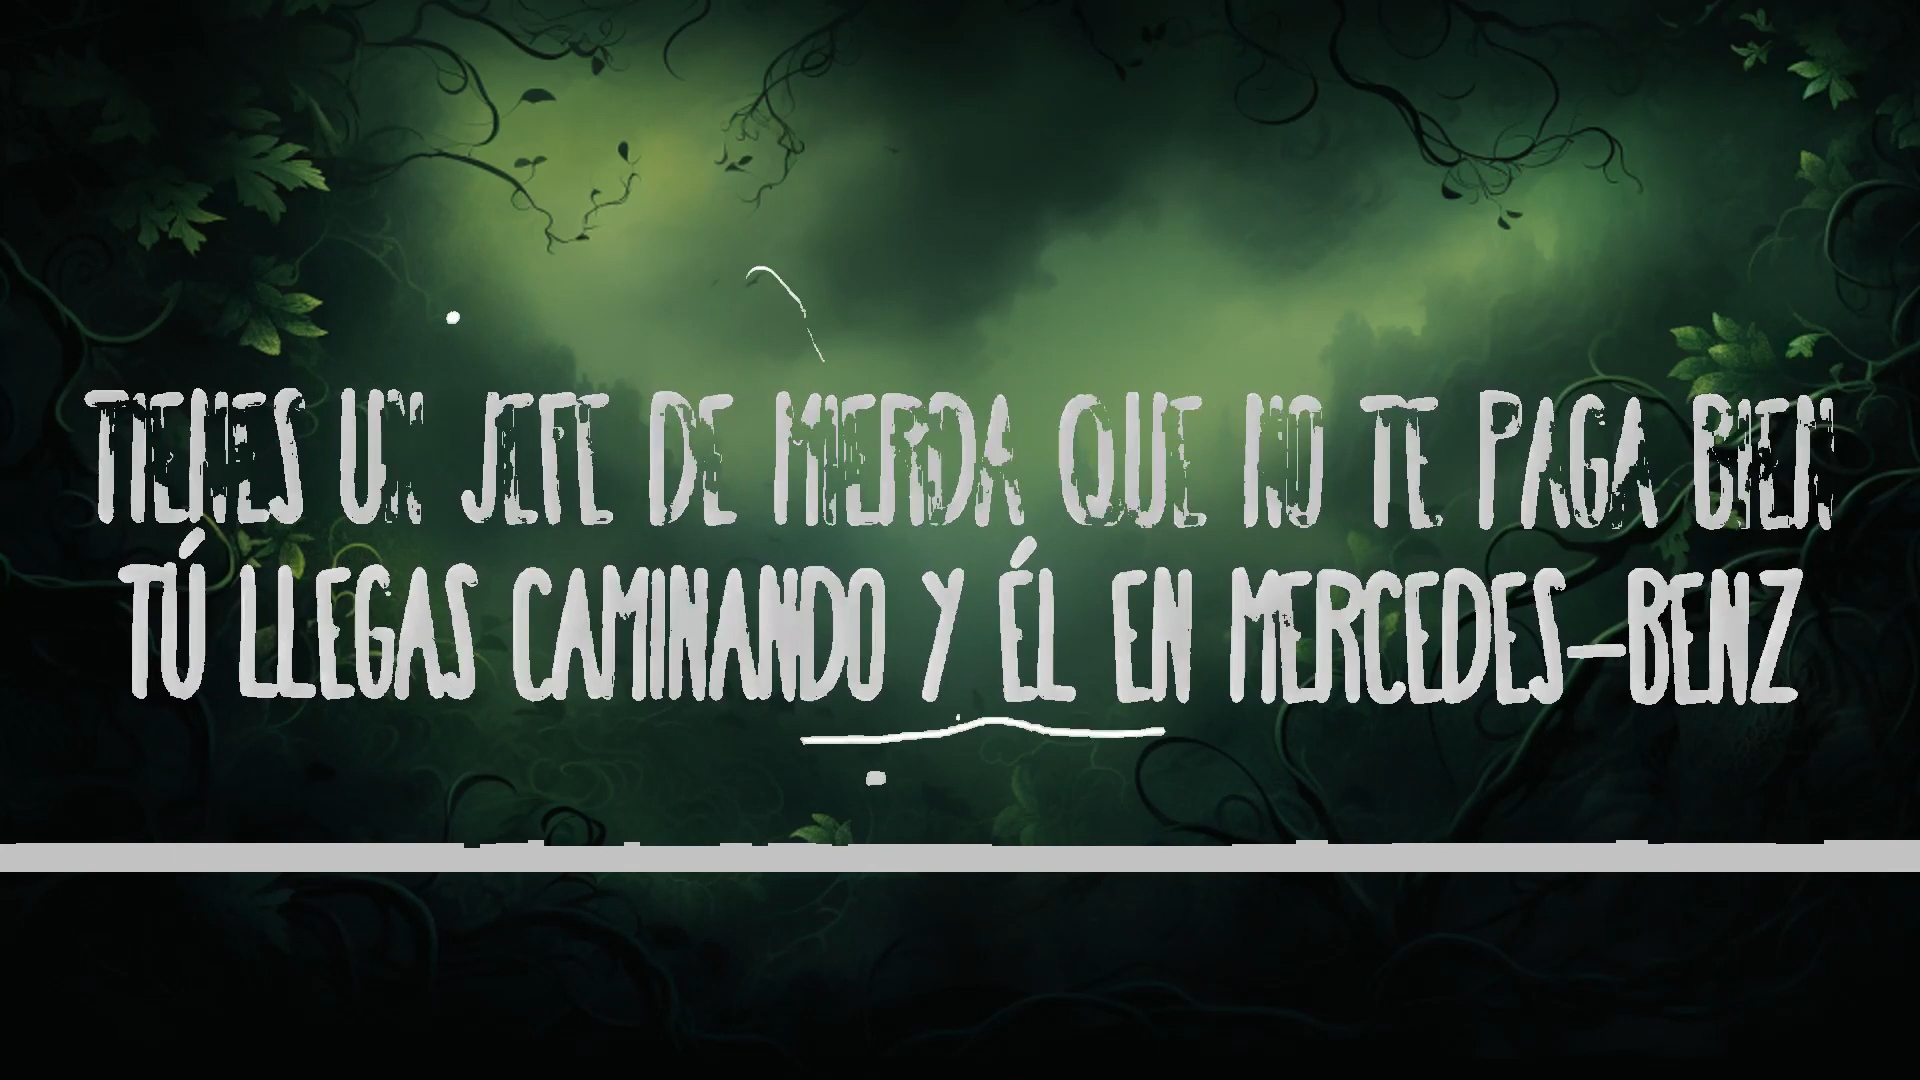 TIENES UN JEFE DE MIERDA QUE NO TE PAGA BIEN
TÚ LLEGAS CAMINANDO Y ÉL EN MERCEDES-BENZ